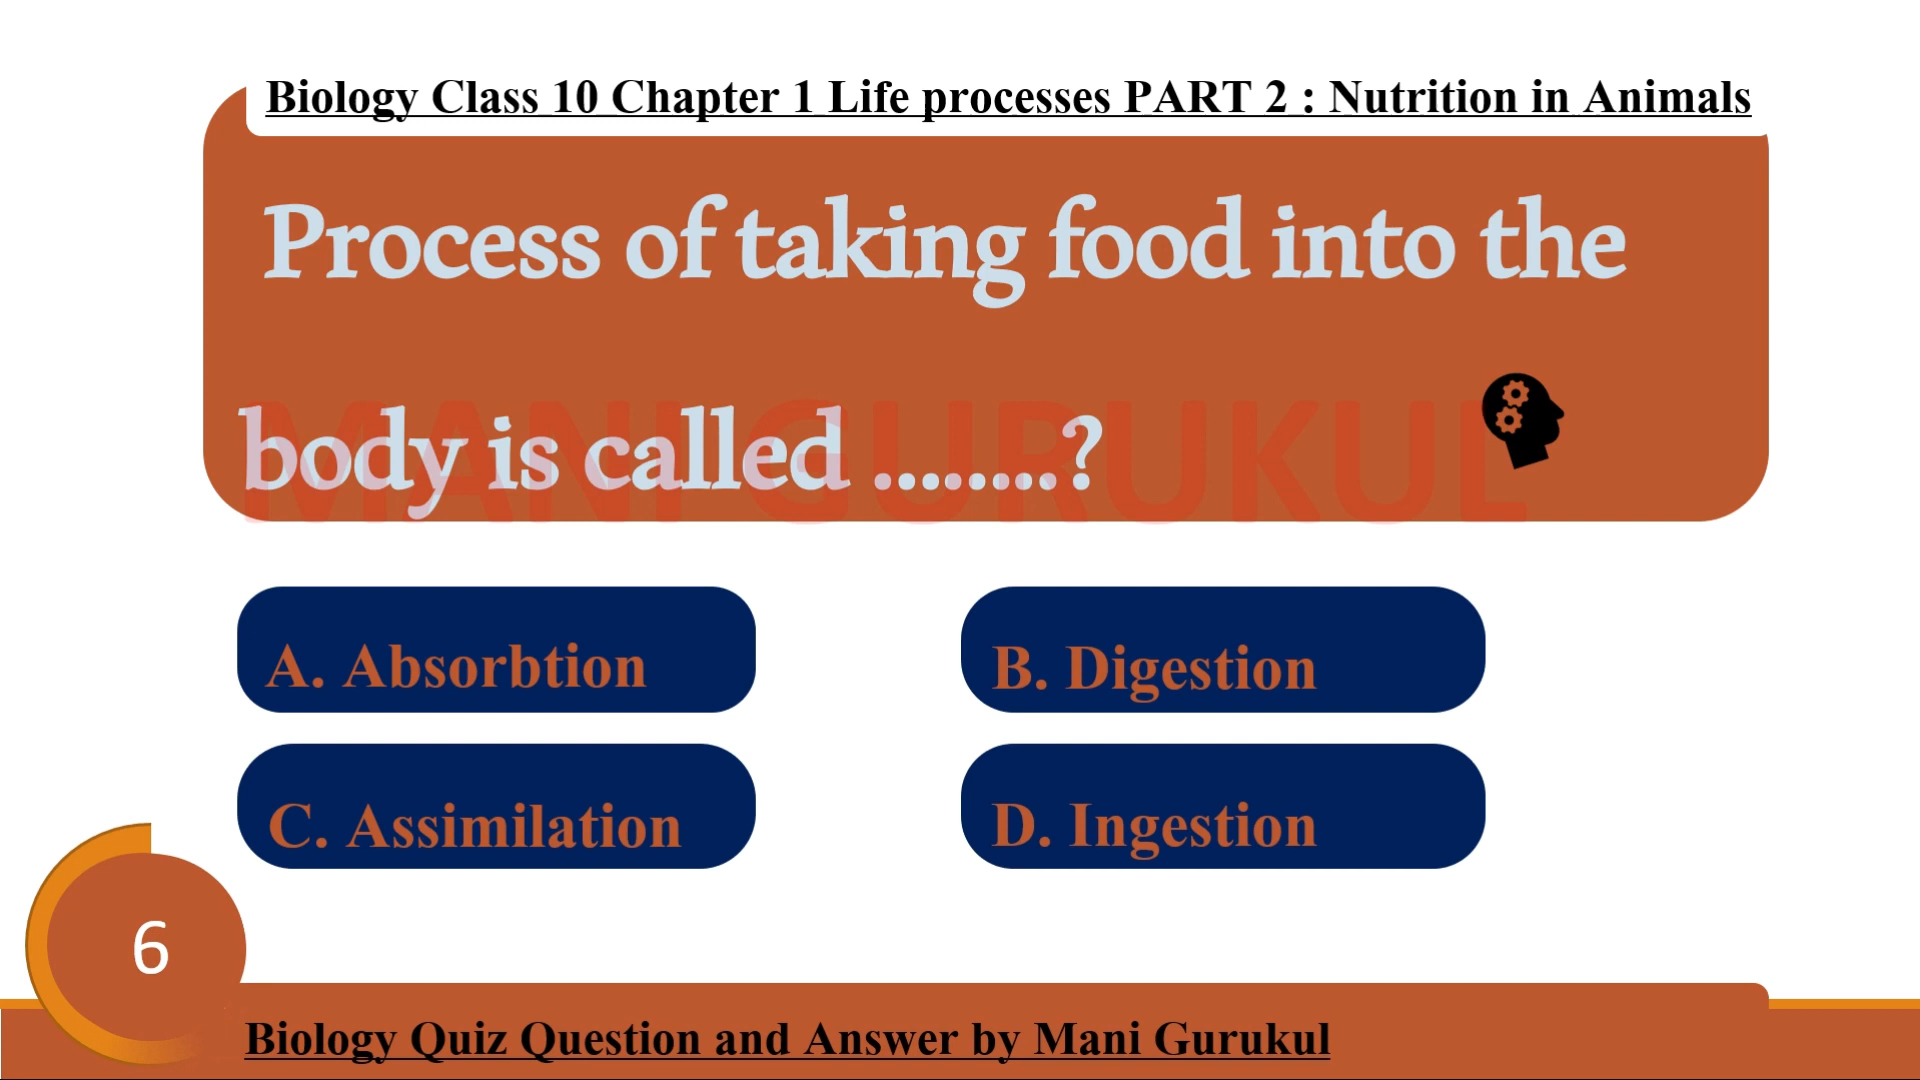 Biology Class 10 Chapter 1 Life processes PART 2 : Nutrition in Animals
Process of taking food into the
body is called ........?
MANI GURUKUL
A. Absorbtion
B. Digestion
C. Assimilation
D. Ingestion
6
Biology Quiz Question and Answer by Mani Gurukul